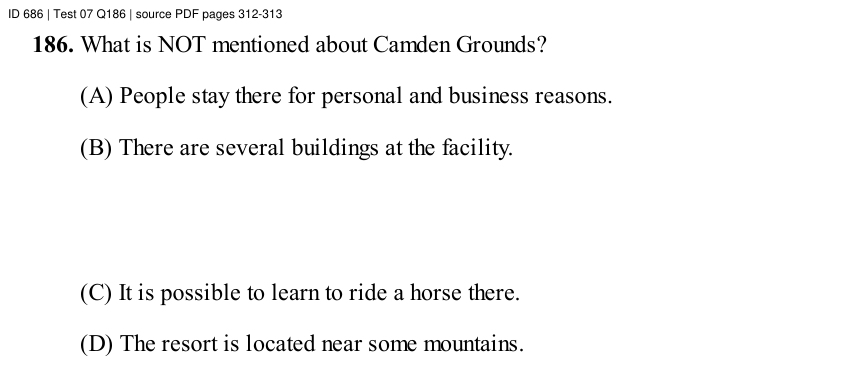 ID 686 | Test 07 Q186 | source PDF pages 312-313
186. What is NOT mentioned about Camden Grounds?
(A) People stay there for personal and business reasons.
(B) There are several buildings at the facility.
(C) It is possible to learn to ride a horse there.
(D) The resort is located near some mountains.